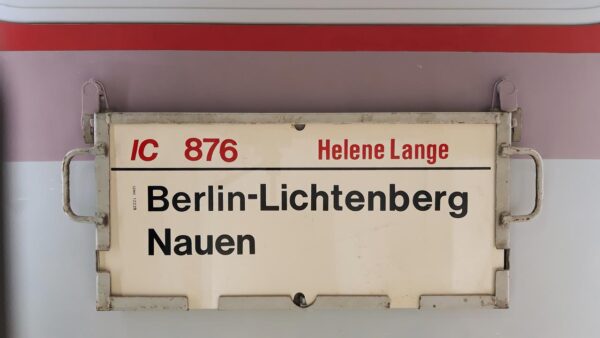 IC 876 Helene Lange
Berlin-Lichtenberg
Nauen